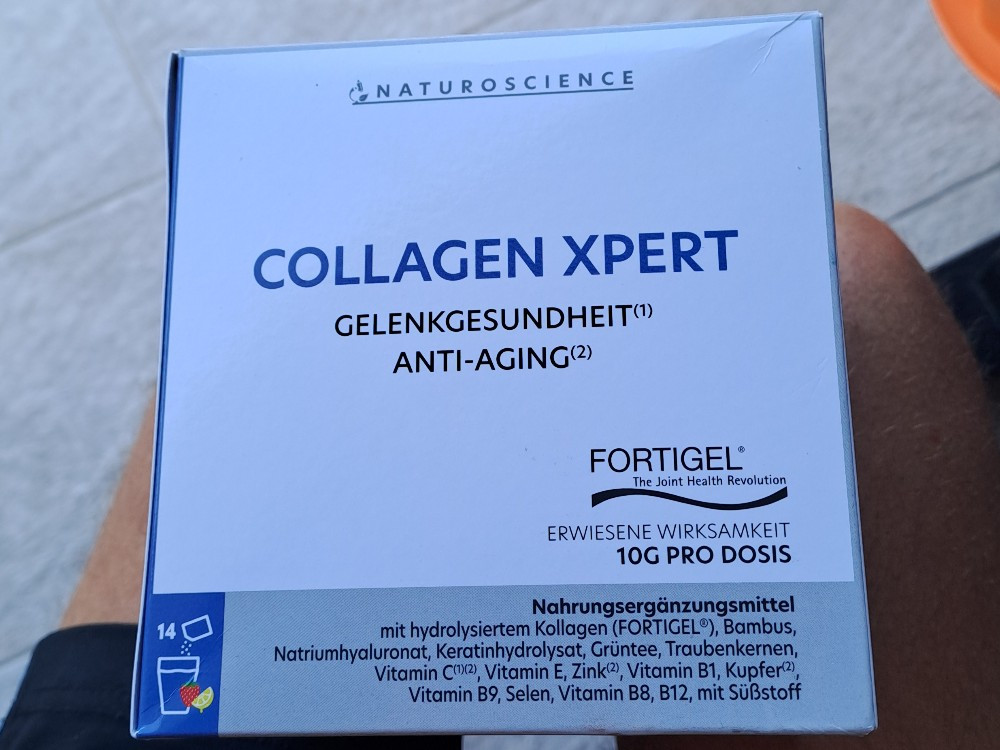 NATUROSCIENCE
COLLAGEN XPERT
GELENKGESUNDHEIT⁽¹⁾
ANTI-AGING⁽²⁾
FORTIGEL®
The Joint Health Revolution
ERWIESENE WIRKSAMKEIT
10G PRO DOSIS
14
Nahrungsergänzungsmittel
mit hydrolysiertem Kollagen (FORTIGEL®), Bambus,
Natriumhyaluronat, Keratinhydrolysat, Grüntee, Traubenkernen,
Vitamin C⁽¹⁾⁽²⁾, Vitamin E, Zink⁽²⁾, Vitamin B1, Kupfer⁽²⁾,
Vitamin B9, Selen, Vitamin B8, B12, mit Süßstoff